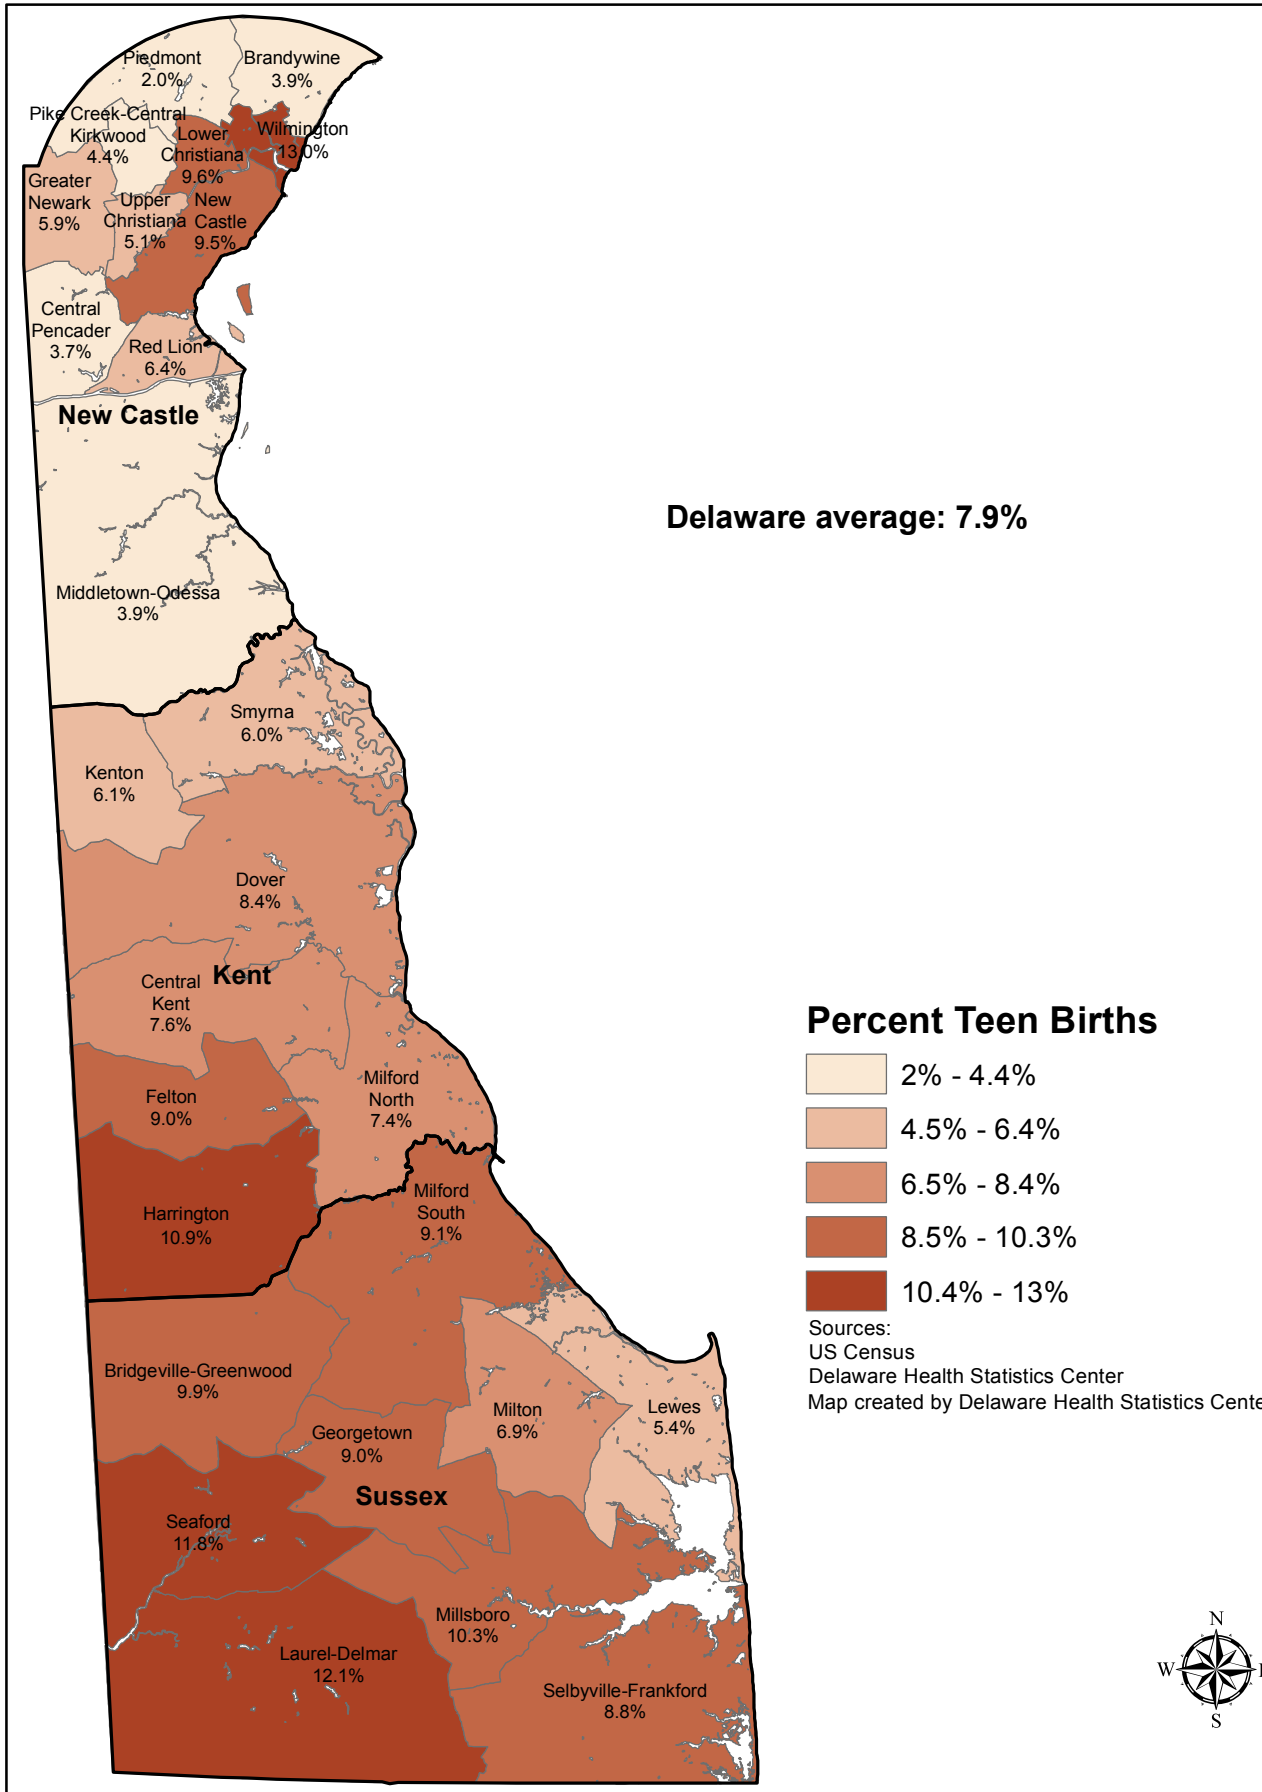 Piedmont
2.0%
Brandywine
3.9%
Pike Creek-Central
Kirkwood
4.4%
Lower
Christiana
9.6%
Wilmington
13.0%
Greater
Newark
5.9%
Upper
Christiana
5.1%
New
Castle
9.5%
Central
Pencader
3.7%
Red Lion
6.4%
New Castle
Delaware average: 7.9%
Middletown-Odessa
3.9%
Smyrna
6.0%
Kenton
6.1%
Dover
8.4%
Kent
Central
Kent
7.6%
Felton
9.0%
Milford
North
7.4%
Harrington
10.9%
Milford
South
9.1%
Bridgeville-Greenwood
9.9%
Georgetown
9.0%
Milton
6.9%
Lewes
5.4%
Sussex
Seaford
11.8%
Millsboro
10.3%
Laurel-Delmar
12.1%
Selbyville-Frankford
8.8%
Percent Teen Births
2% - 4.4%
4.5% - 6.4%
6.5% - 8.4%
8.5% - 10.3%
10.4% - 13%
Sources:
US Census
Delaware Health Statistics Center
Map created by Delaware Health Statistics Cente
N
W
S